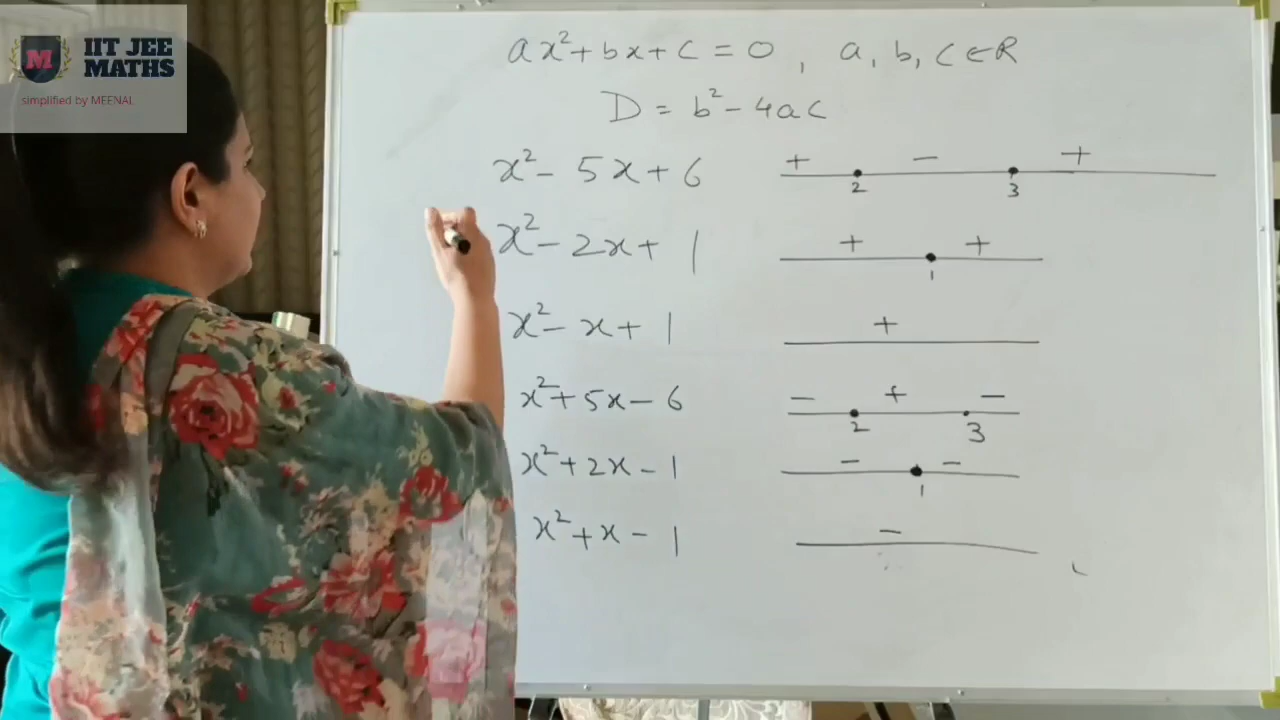 IIT JEE
MATHS
simplified by MEENAL
M
ax² + bx + c = 0 , a, b, c ∈ R
D = b² - 4ac
x² - 5x + 6 + - +
2 3
x² - 2x + 1 + +
1
x² - x + 1 +
x² + 5x - 6 - + -
2 3
x² + 2x - 1 - -
1
x² + x - 1 -